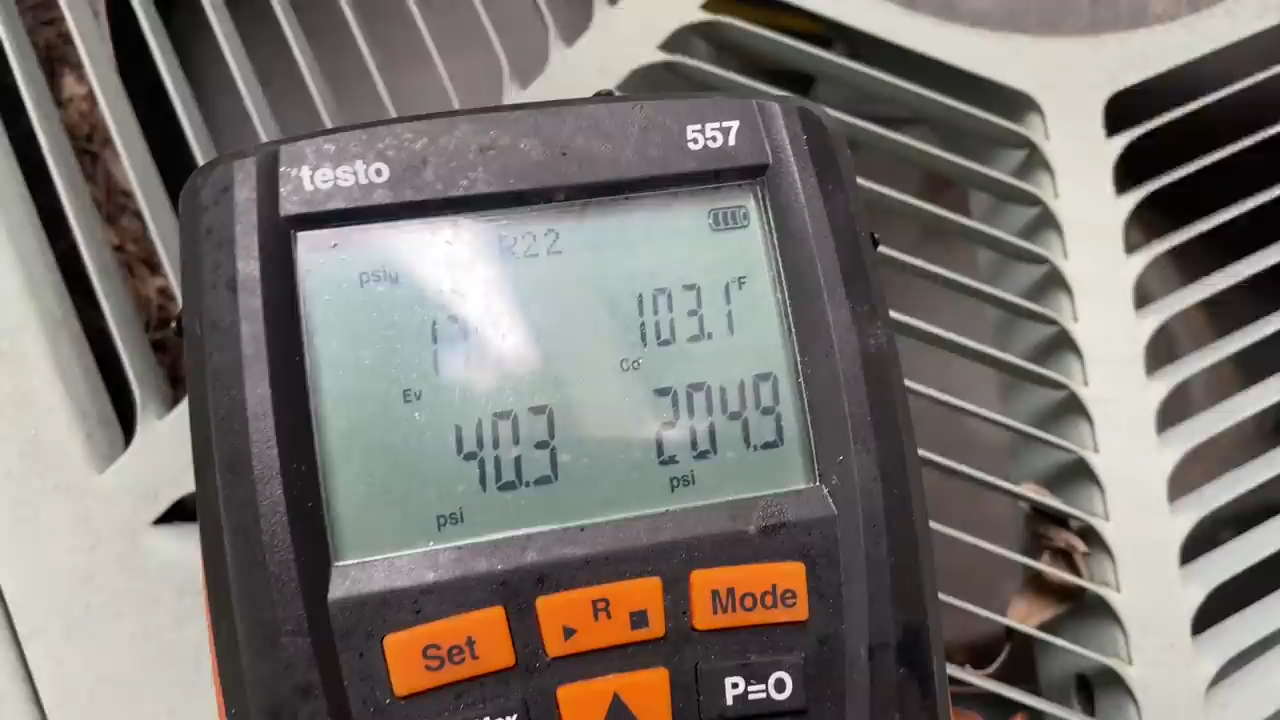 testo 557
R22
psig
103.1°F
Ev
Co
40.3 204.9
psi psi
Set R Mode
P=O